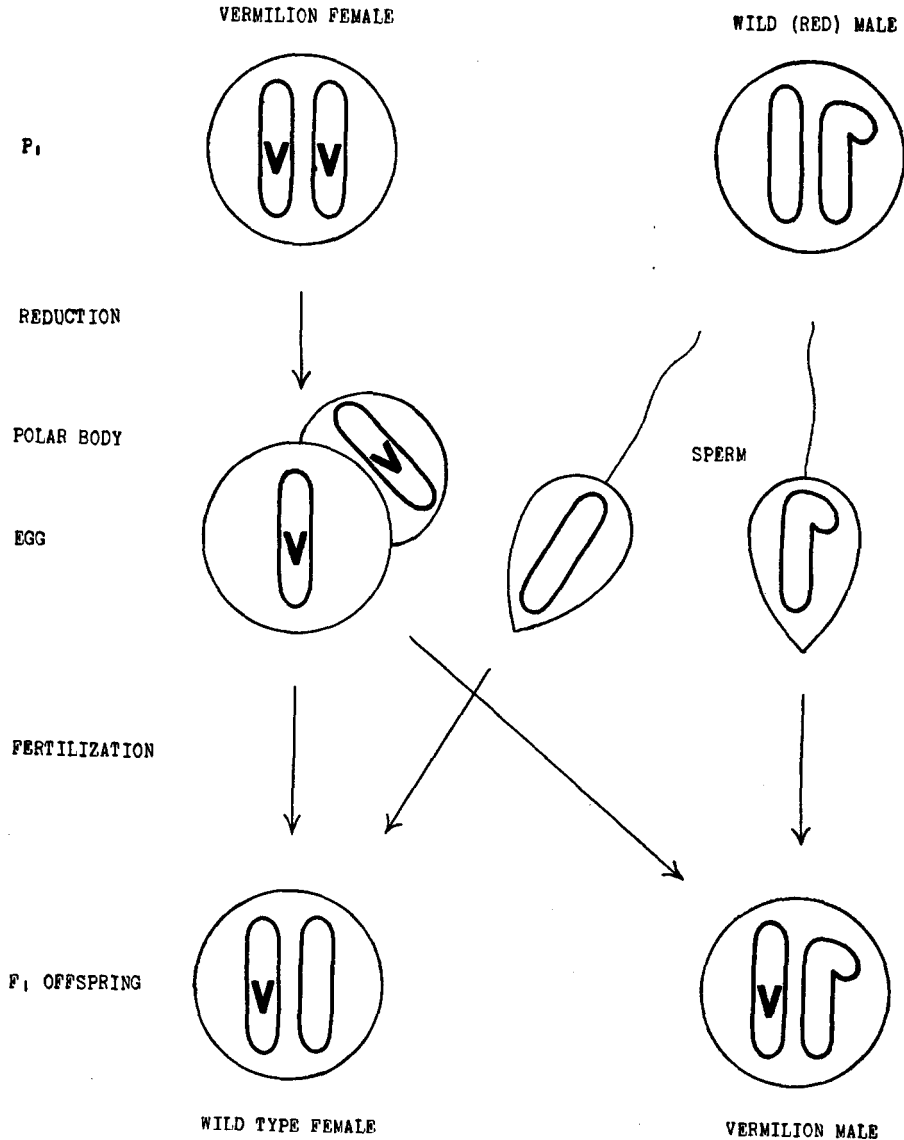 VERMILION FEMALE
WILD (RED) MALE
P₁
V V
REDUCTION
POLAR BODY
V
SPERM
EGG
V
FERTILIZATION
F₁ OFFSPRING
V
V
WILD TYPE FEMALE
VERMILION MALE